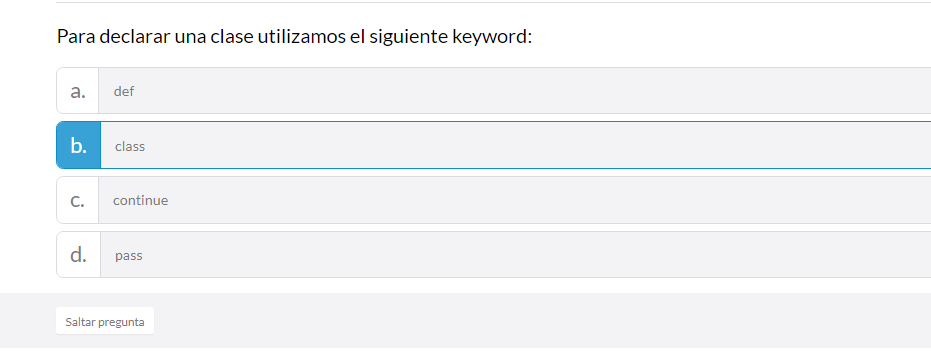 Para declarar una clase utilizamos el siguiente keyword:
a. def
b. class
c. continue
d. pass
Saltar pregunta